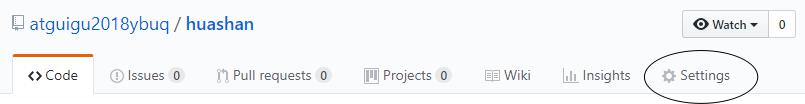 atguigu2018ybuq / huashan Watch 0
Code Issues 0 Pull requests 0 Projects 0 Wiki Insights Settings